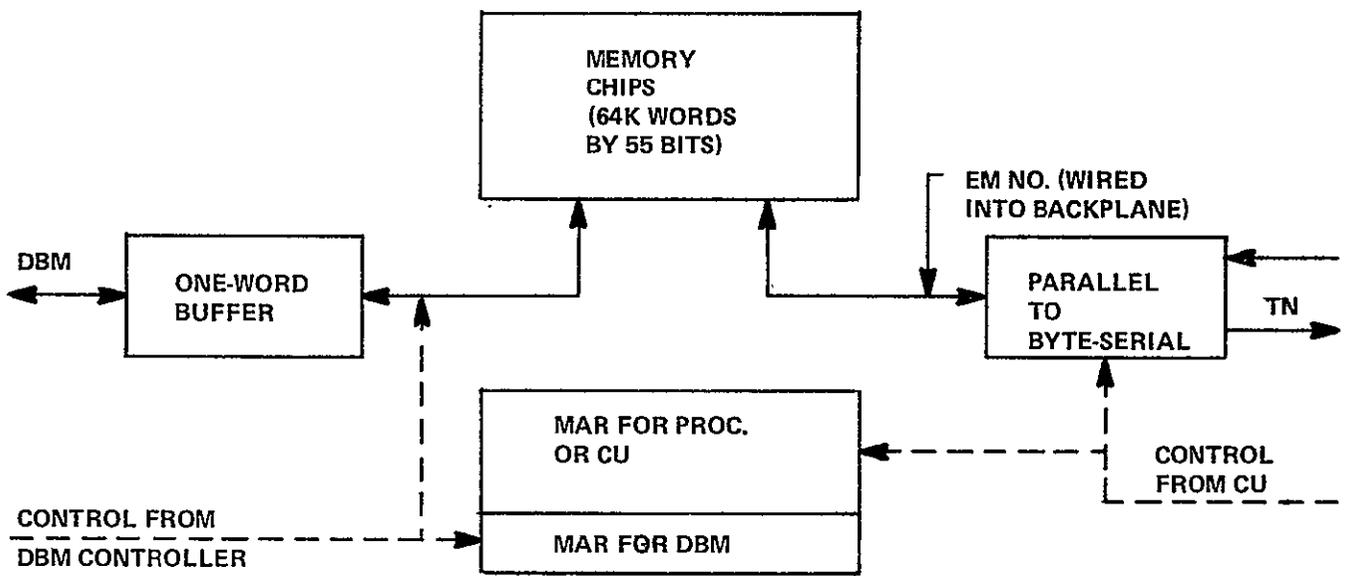 MEMORY
CHIPS
(64K WORDS
BY 55 BITS)
EM NO. (WIRED
INTO BACKPLANE)
DBM
ONE-WORD
BUFFER
PARALLEL
TO
BYTE-SERIAL
TN
MAR FOR PROC.
OR CU
CONTROL
FROM CU
CONTROL FROM
DBM CONTROLLER
MAR FOR DBM